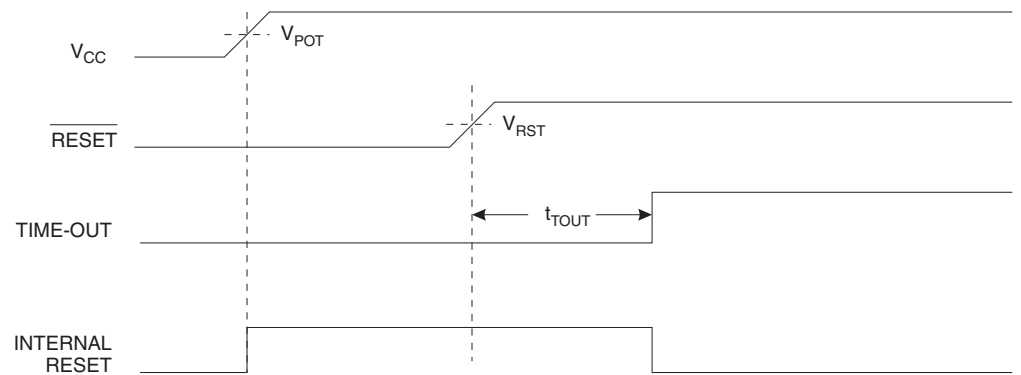 V_CC
V_POT
RESET
V_RST
TIME-OUT
t_TOUT
INTERNAL
RESET